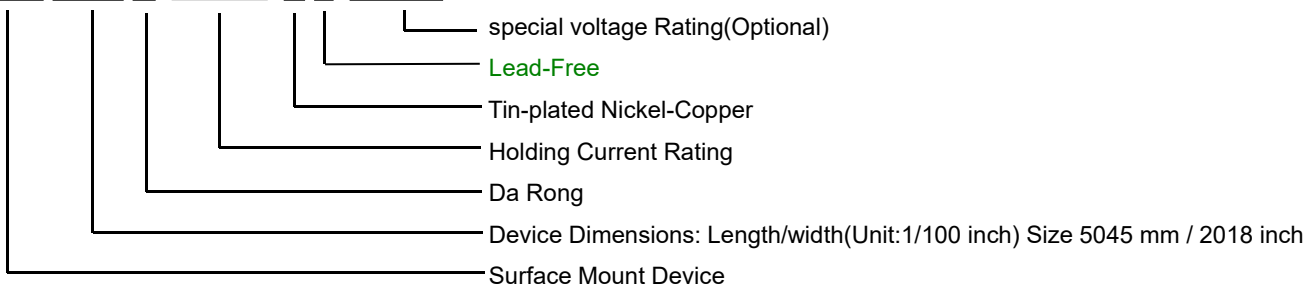 special voltage Rating(Optional)
Lead-Free
Tin-plated Nickel-Copper
Holding Current Rating
Da Rong
Device Dimensions: Length/width(Unit:1/100 inch) Size 5045 mm / 2018 inch
Surface Mount Device